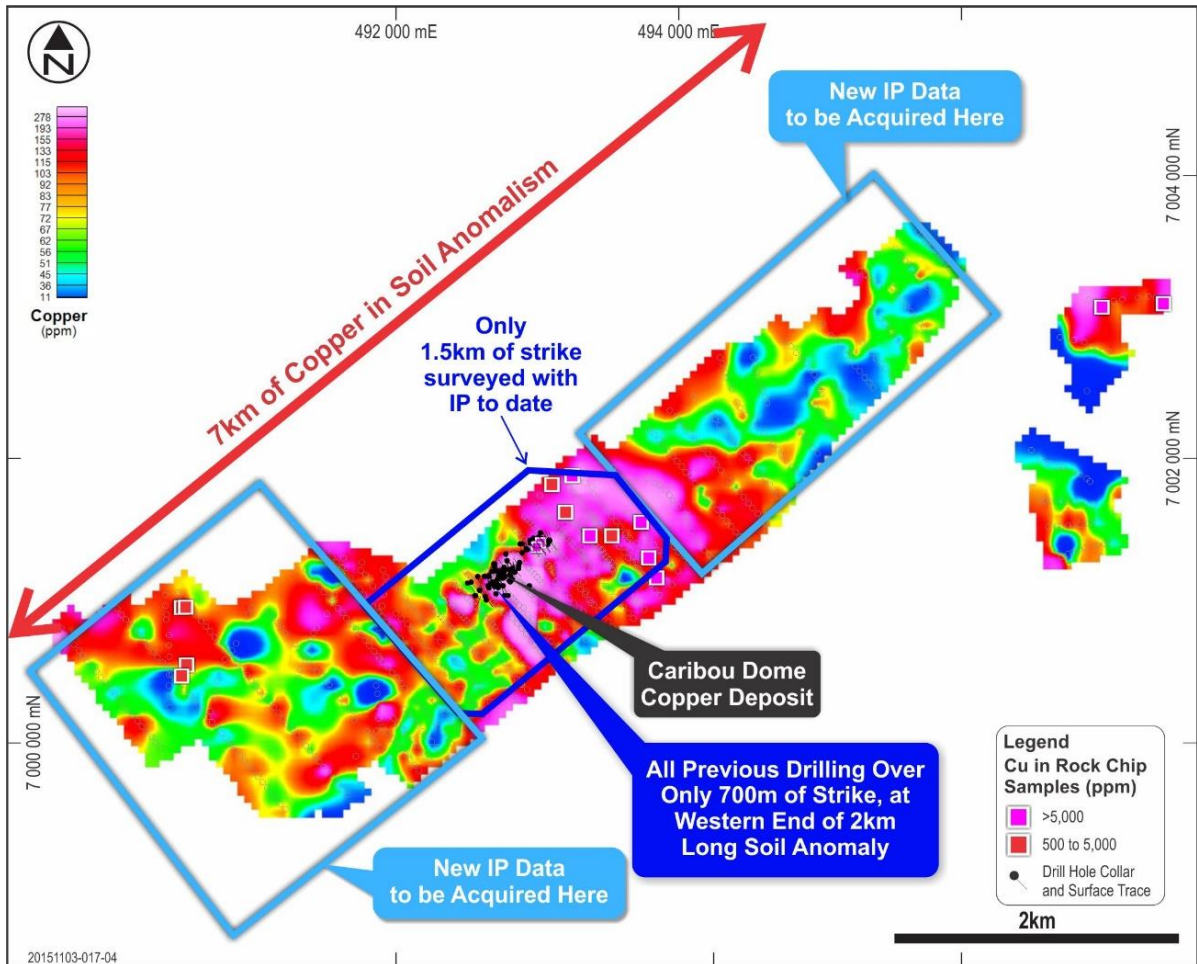 492 000 mE
494 000 mE
N
278
193
155
133
115
103
92
83
77
72
67
62
56
51
45
36
11
Copper
(ppm)
7km of Copper in Soil Anomalism
New IP Data
to be Acquired Here
7 004 000 mN
Only
1.5km of strike
surveyed with
IP to date
7 002 000 mN
7 000 000 mN
Caribou Dome
Copper Deposit
All Previous Drilling Over
Only 700m of Strike, at
Western End of 2km
Long Soil Anomaly
New IP Data
to be Acquired Here
Legend
Cu in Rock Chip
Samples (ppm)
>5,000
500 to 5,000
Drill Hole Collar
and Surface Trace
2km
20151103-017-04